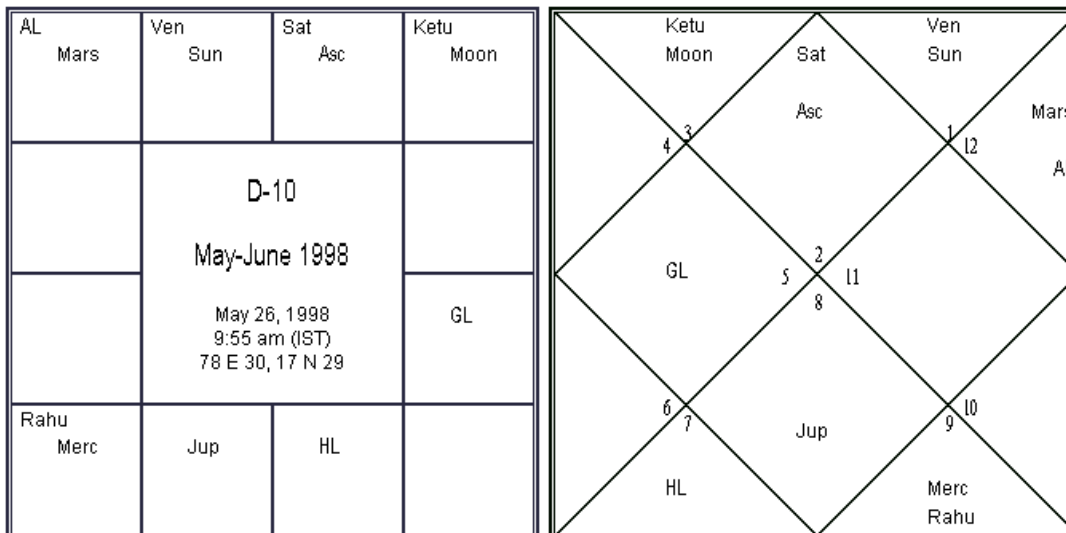 AL
Mars
Ven
Sun
Sat
Asc
Ketu
Moon
D-10
May-June 1998
May 26, 1998
9:55 am (IST)
78 E 30, 17 N 29
GL
Rahu
Merc
Jup
HL
Ketu
Moon
Sat
Asc
Ven
Sun
Mars
A
3
4
1
12
2
5
11
8
GL
6
7
10
9
Jup
HL
Merc
Rahu